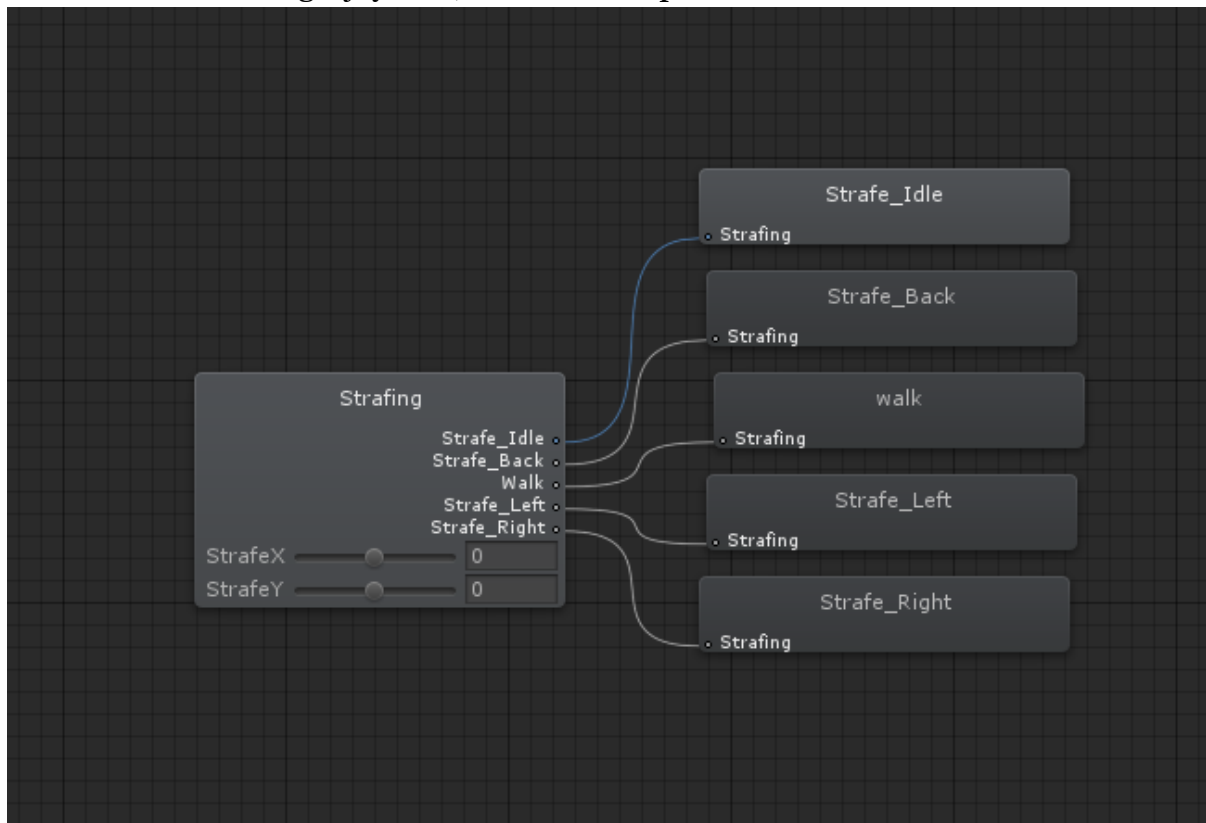 Strafing
Strafe_Idle
Strafe_Back
Walk
Strafe_Left
Strafe_Right
StrafeX 0
StrafeY 0
Strafe_Idle
Strafing
Strafe_Back
Strafing
walk
Strafing
Strafe_Left
Strafing
Strafe_Right
Strafing